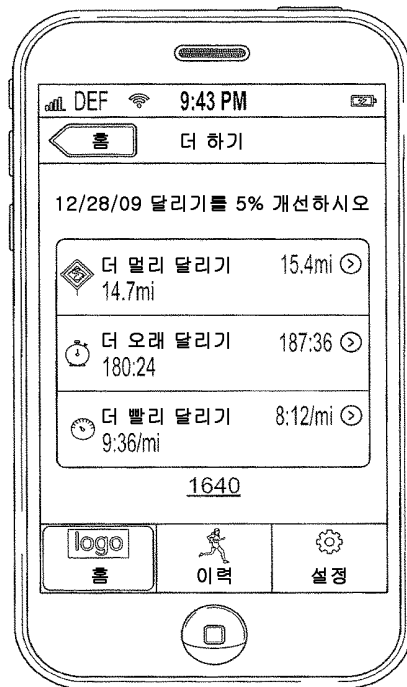 DEF 9:43 PM
홈 더 하기
12/28/09 달리기를 5% 개선하시오
더 멀리 달리기 15.4mi
14.7mi
더 오래 달리기 187:36
180:24
더 빨리 달리기 8:12/mi
9:36/mi
1640
logo
홈 이력 설정